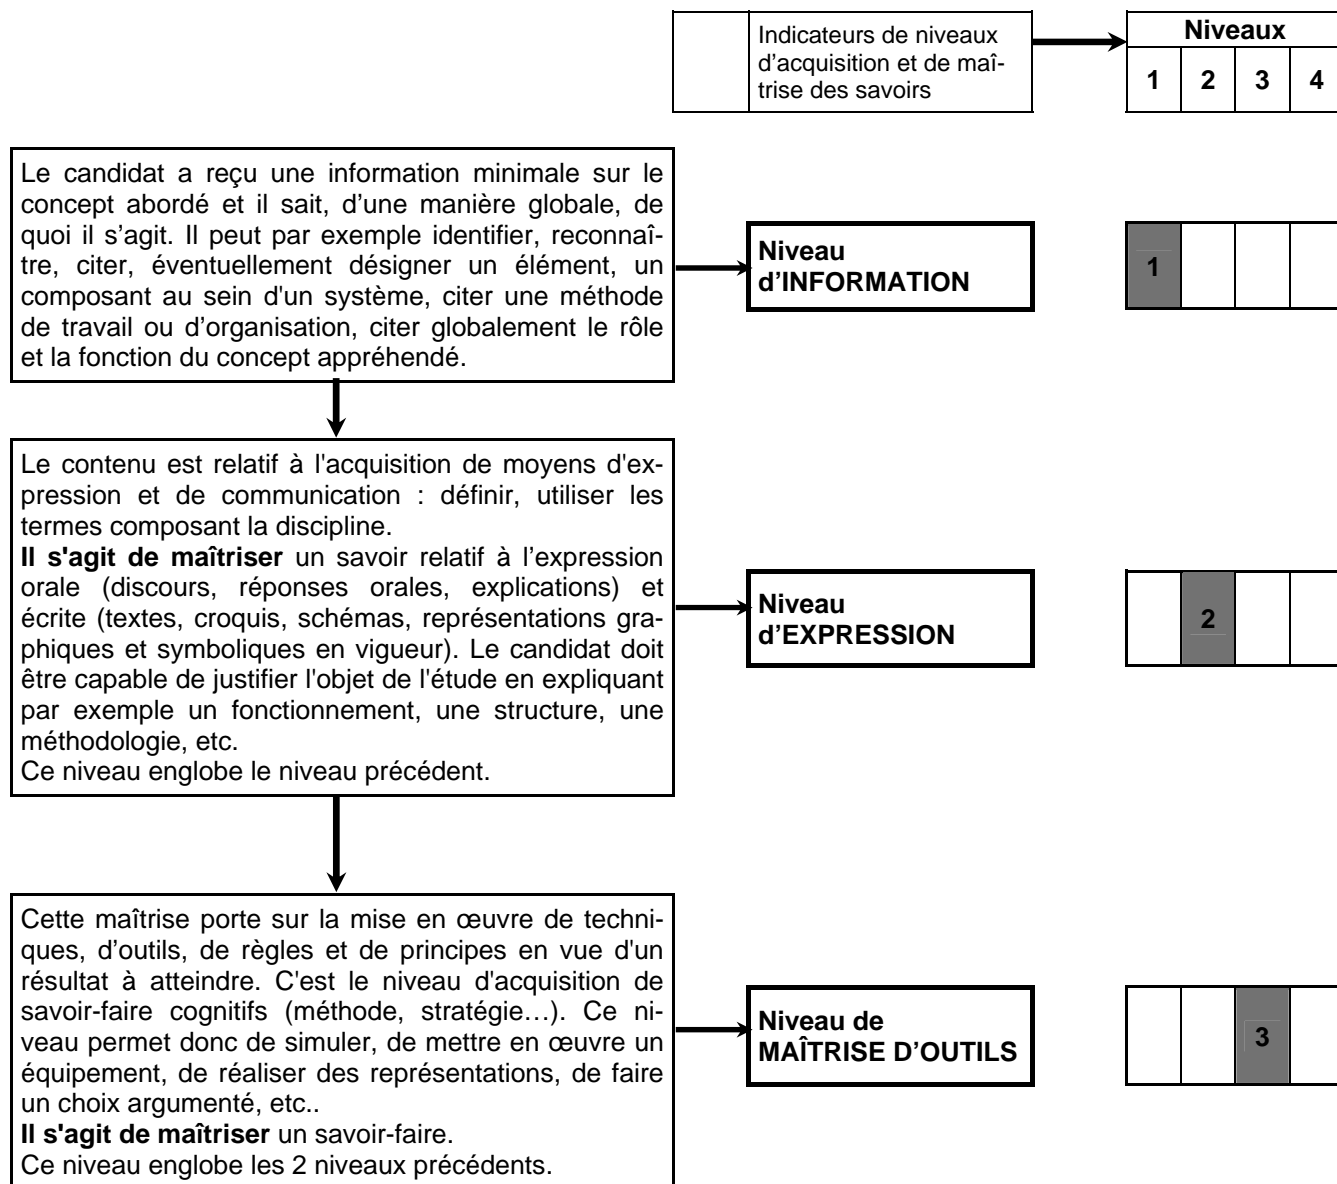 Indicateurs de niveaux
d’acquisition et de maî-
trise des savoirs
Niveaux
1 2 3 4
Le candidat a reçu une information minimale sur le
concept abordé et il sait, d’une manière globale, de
quoi il s’agit. Il peut par exemple identifier, reconnaî-
tre, citer, éventuellement désigner un élément, un
composant au sein d'un système, citer une méthode
de travail ou d’organisation, citer globalement le rôle
et la fonction du concept appréhendé.
Niveau
d’INFORMATION
1
Le contenu est relatif à l'acquisition de moyens d'ex-
pression et de communication : définir, utiliser les
termes composant la discipline.
Il s'agit de maîtriser un savoir relatif à l’expression
orale (discours, réponses orales, explications) et
écrite (textes, croquis, schémas, représentations gra-
phiques et symboliques en vigueur). Le candidat doit
être capable de justifier l'objet de l'étude en expliquant
par exemple un fonctionnement, une structure, une
méthodologie, etc.
Ce niveau englobe le niveau précédent.
Niveau
d’EXPRESSION
2
Cette maîtrise porte sur la mise en œuvre de techni-
ques, d’outils, de règles et de principes en vue d'un
résultat à atteindre. C'est le niveau d'acquisition de
savoir-faire cognitifs (méthode, stratégie…). Ce ni-
veau permet donc de simuler, de mettre en œuvre un
équipement, de réaliser des représentations, de faire
un choix argumenté, etc..
Il s'agit de maîtriser un savoir-faire.
Ce niveau englobe les 2 niveaux précédents.
Niveau de
MAÎTRISE D’OUTILS
3